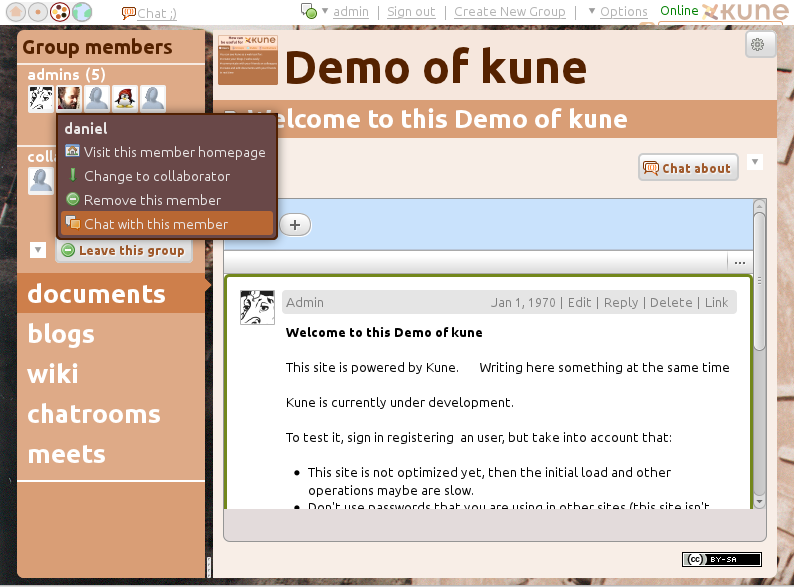 Chat ;)
admin | Sign out | Create New Group | Options Online kune
Group members
admins (5)
daniel
Visit this member homepage
Change to collaborator
Remove this member
Chat with this member
Leave this group
documents
blogs
wiki
chatrooms
meets
Demo of kune
elcome to this Demo of kune
Chat about
+
...
Admin Jan 1, 1970 | Edit | Reply | Delete | Link
Welcome to this Demo of kune
This site is powered by Kune. Writing here something at the same time
Kune is currently under development.
To test it, sign in registering an user, but take into account that:
• This site is not optimized yet, then the initial load and other
operations maybe are slow.
• Don't use passwords that you are using in other sites (this site isn't
cc BY-SA